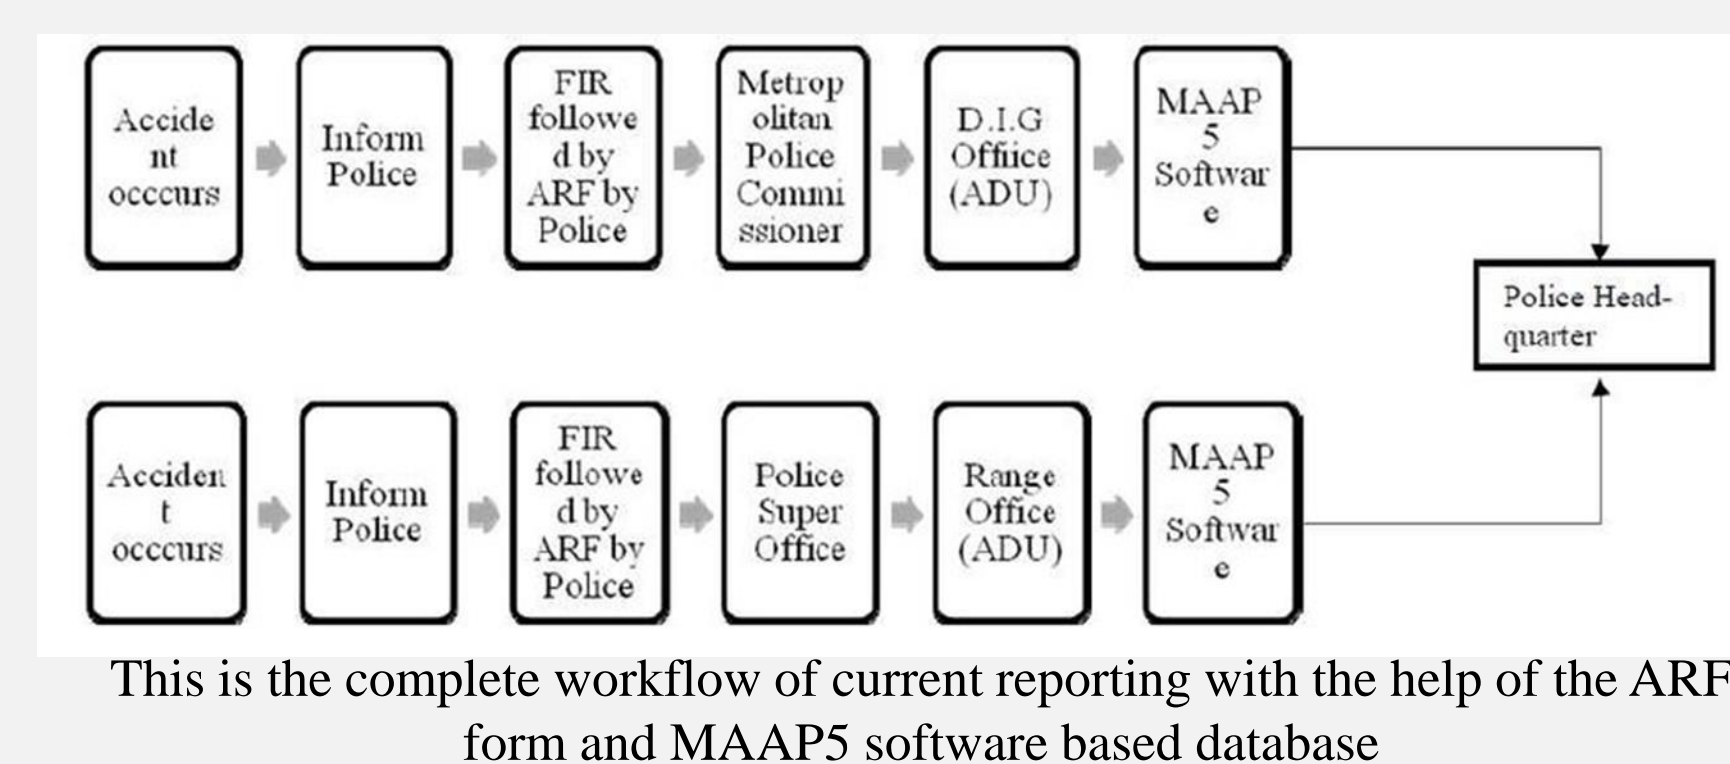 Accide
nt
occcurs
Inform
Police
FIR
followe
d by
ARF by
Police
Metrop
olitan
Police
Commi
ssioner
D.I.G
Offiice
(ADU)
MAAP
5
Softwar
e
Police Head-
quarter
Acciden
t
occcurs
Inform
Police
FIR
followe
d by
ARF by
Police
Police
Super
Office
Range
Office
(ADU)
MAAP
5
Softwar
e
This is the complete workflow of current reporting with the help of the ARF
form and MAAP5 software based database